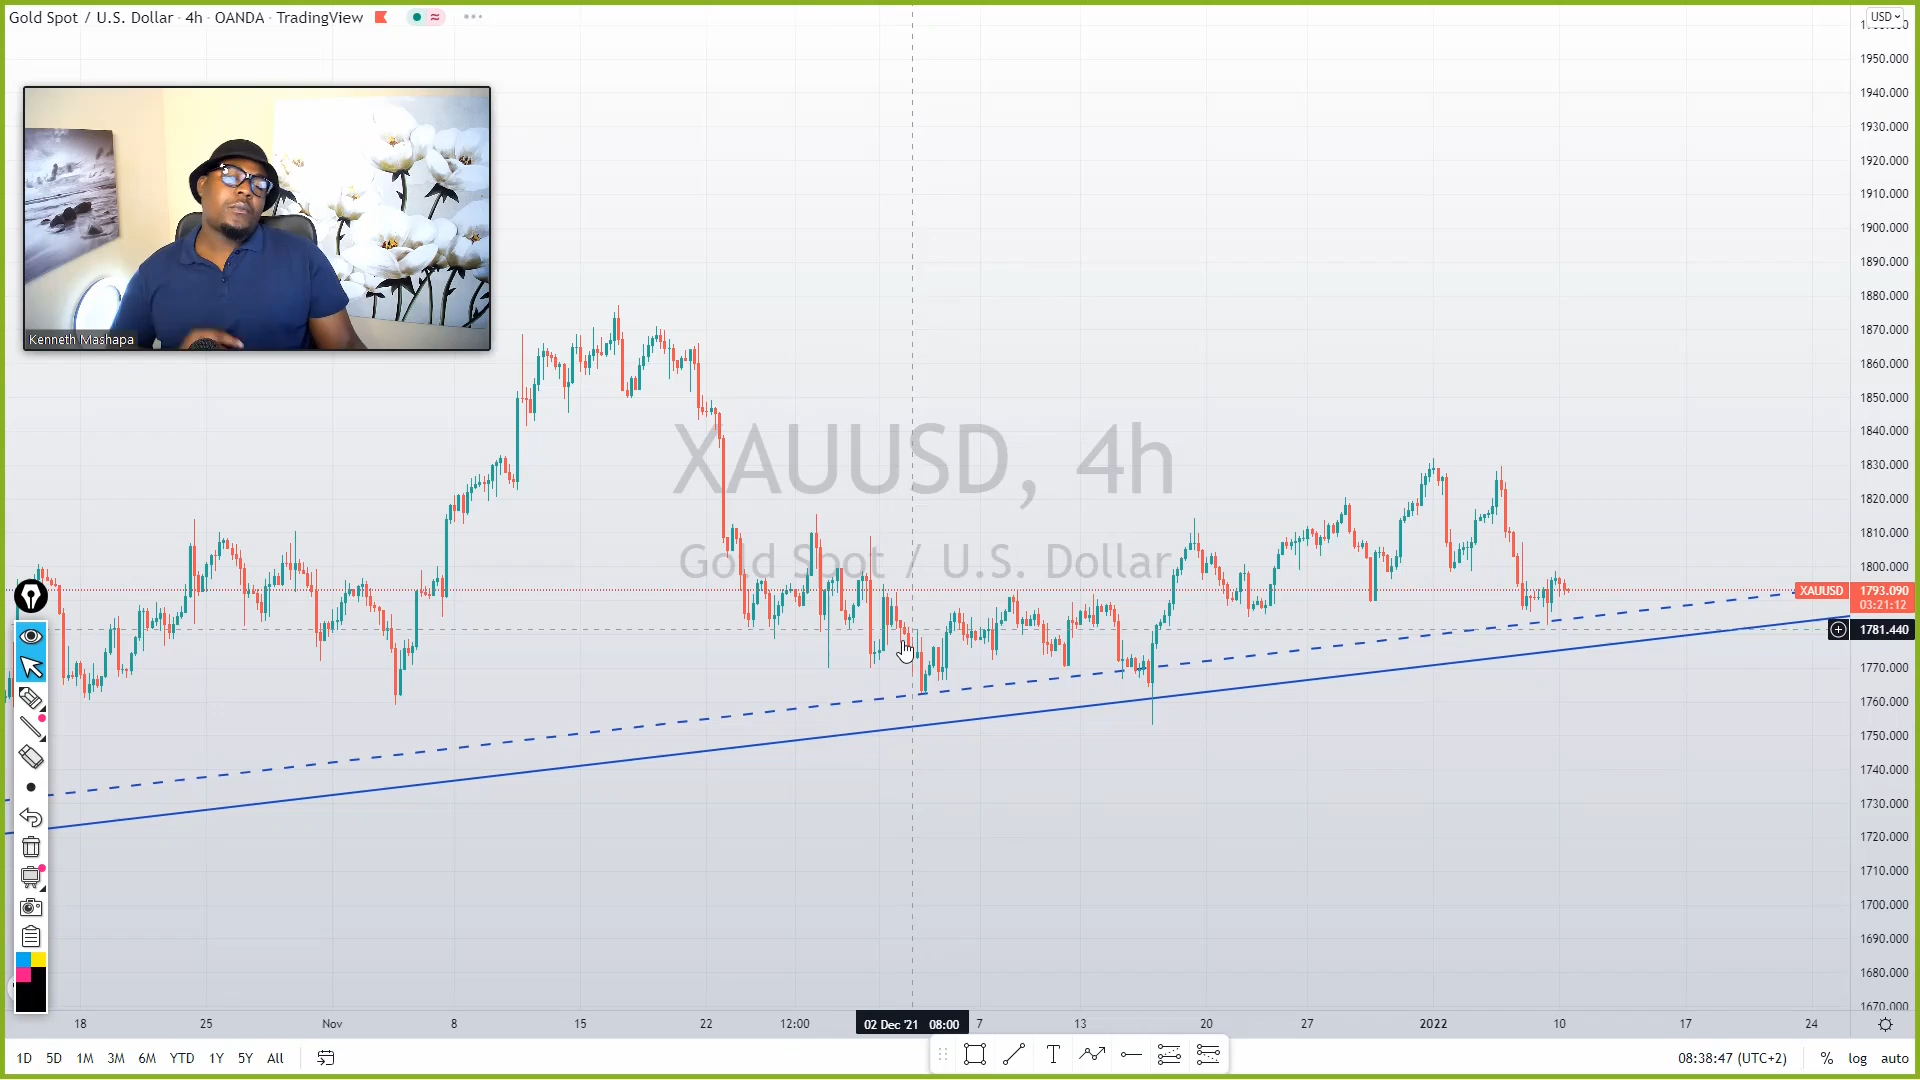 Gold Spot / U.S. Dollar · 4h · OANDA · TradingView
USD
1950.000
1940.000
1930.000
1920.000
1910.000
1900.000
1890.000
1880.000
1870.000
1860.000
1850.000
1840.000
1830.000
1820.000
1810.000
1800.000
XAUUSD 1793.090
03:21:12
1781.440
1770.000
1760.000
1750.000
1740.000
1730.000
1720.000
1710.000
1700.000
1690.000
1680.000
1670.000
Kenneth Mashapa
XAUUSD, 4h
Gold Spot / U.S. Dollar
18 25 Nov 8 15 22 12:00 02 Dec '21 08:00 7 13 20 27 2022 10 17 24
1D 5D 1M 3M 6M YTD 1Y 5Y All
T
08:38:47 (UTC+2) % log auto